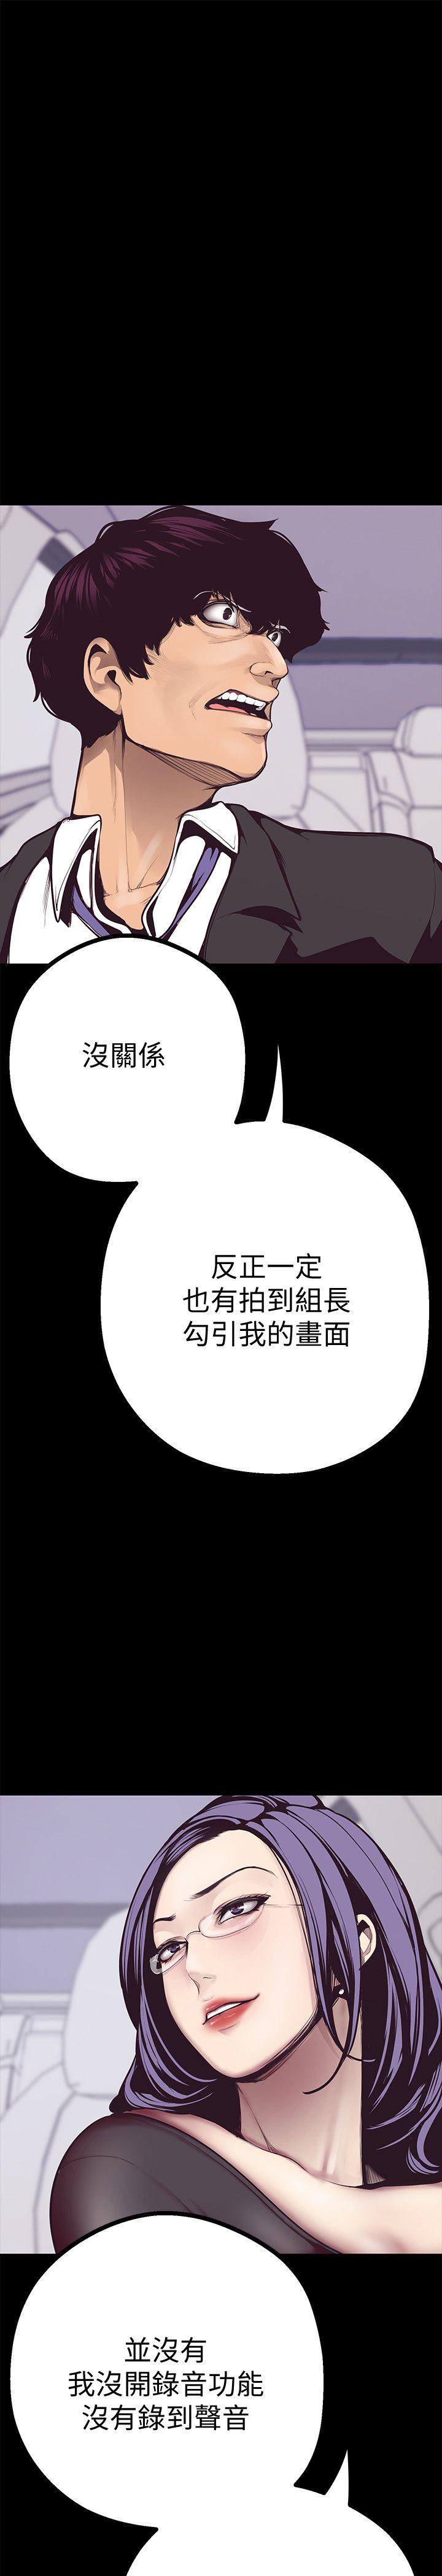 沒關係
反正一定
也有拍到組長
勾引我的畫面
並沒有
我沒開錄音功能
沒有錄到聲音